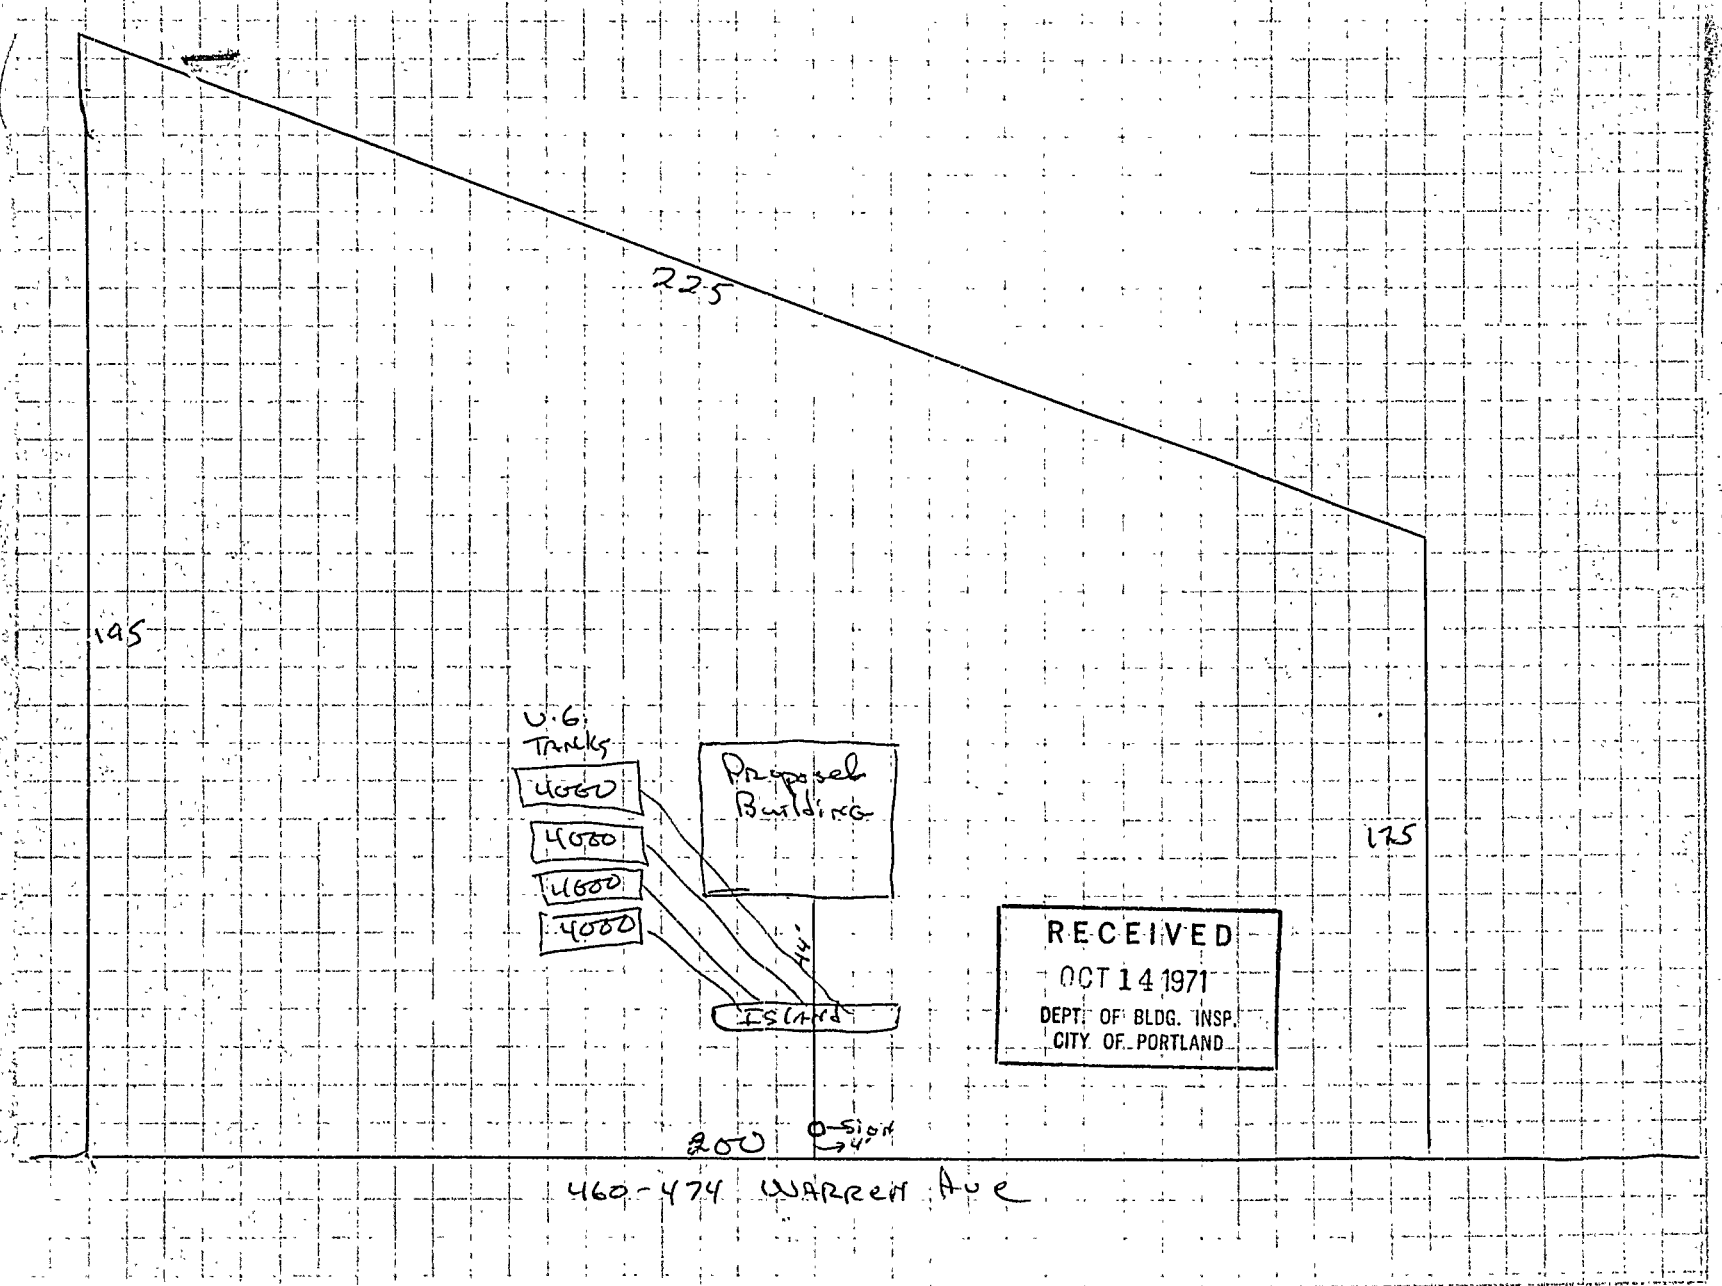 225
195
U.G.
TANKS
4000
4000
4000
4000
Proposed
Building
175
44'
ISLAND
RECEIVED
OCT 14 1971
DEPT. OF BLDG. INSP.
CITY OF PORTLAND
200
SIGN
4'
460-474 WARREN AVE